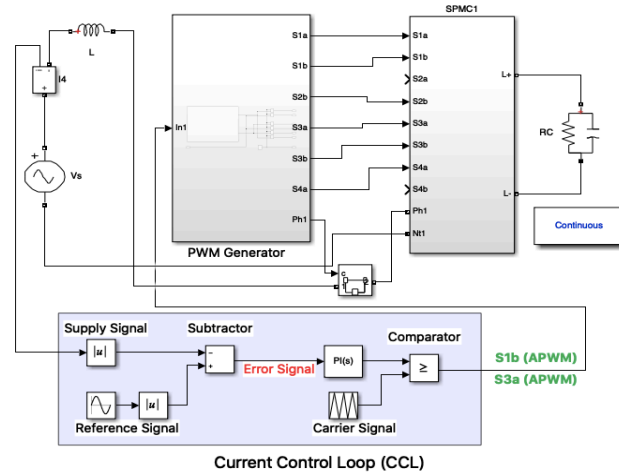 SPMC1
L
I4
+
+
Vs
In1
S1a
S1b
S2b
S3a
S3b
S4a
Ph1
PWM Generator
S1a
S1b
S2a
S2b
S3a
S3b
S4a
S4b
Ph1
Nt1
L+
L-
RC
Continuous
c
1
2
Supply Signal
|u|
Subtractor
−
+
Error Signal
PI(s)
Comparator
≥
S1b (APWM)
S3a (APWM)
|u|
Reference Signal
Carrier Signal
Current Control Loop (CCL)